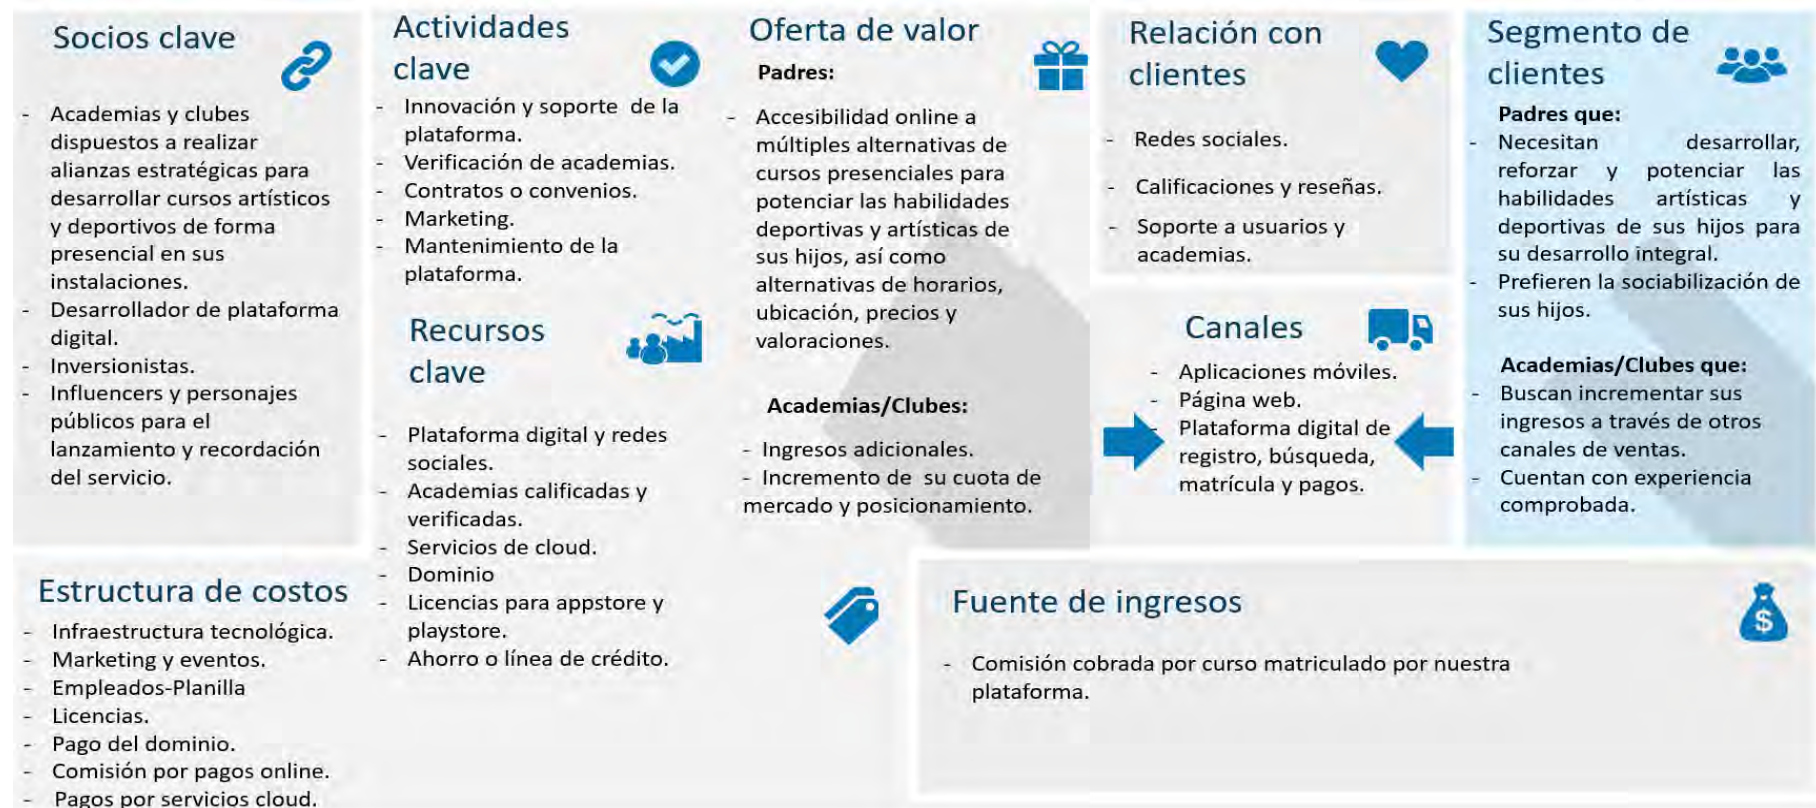 Socios clave
- Academias y clubes
dispuestos a realizar
alianzas estratégicas para
desarrollar cursos artísticos
y deportivos de forma
presencial en sus
instalaciones.
- Desarrollador de plataforma
digital.
- Inversionistas.
- Influencers y personajes
públicos para el
lanzamiento y recordación
del servicio.
Actividades
clave
- Innovación y soporte de la
plataforma.
- Verificación de academias.
- Contratos o convenios.
- Marketing.
- Mantenimiento de la
plataforma.
Recursos
clave
- Plataforma digital y redes
sociales.
- Academias calificadas y
verificadas.
- Servicios de cloud.
- Dominio
- Licencias para appstore y
playstore.
- Ahorro o línea de crédito.
Oferta de valor
Padres:
- Accesibilidad online a
múltiples alternativas de
cursos presenciales para
potenciar las habilidades
deportivas y artísticas de
sus hijos, así como
alternativas de horarios,
ubicación, precios y
valoraciones.
Academias/Clubes:
- Ingresos adicionales.
- Incremento de su cuota de
mercado y posicionamiento.
Relación con
clientes
- Redes sociales.
- Calificaciones y reseñas.
- Soporte a usuarios y
academias.
Canales
- Aplicaciones móviles.
- Página web.
- Plataforma digital de
registro, búsqueda,
matrícula y pagos.
Segmento de
clientes
Padres que:
- Necesitan desarrollar,
reforzar y potenciar las
habilidades artísticas y
deportivas de sus hijos para
su desarrollo integral.
- Prefieren la sociabilización de
sus hijos.
Academias/Clubes que:
- Buscan incrementar sus
ingresos a través de otros
canales de ventas.
- Cuentan con experiencia
comprobada.
Estructura de costos
- Infraestructura tecnológica.
- Marketing y eventos.
- Empleados-Planilla
- Licencias.
- Pago del dominio.
- Comisión por pagos online.
- Pagos por servicios cloud.
Fuente de ingresos
$
- Comisión cobrada por curso matriculado por nuestra
plataforma.